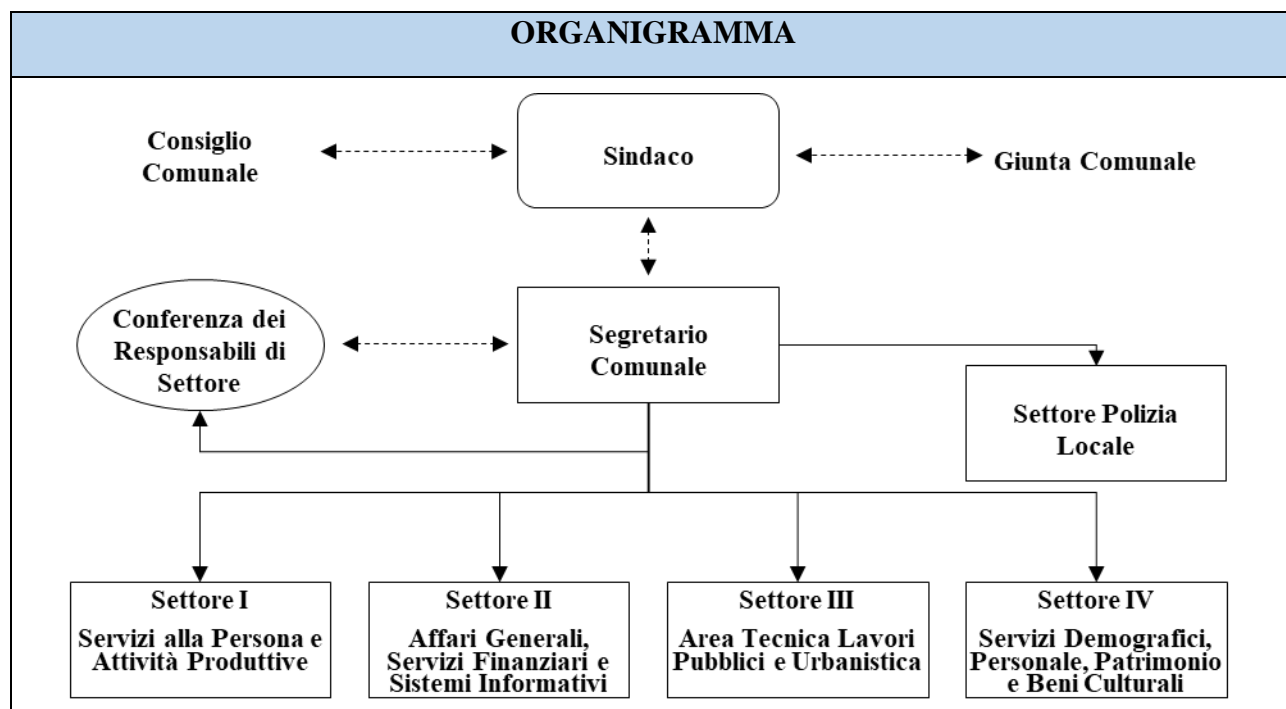 ORGANIGRAMMA
Consiglio
Comunale
Sindaco
Giunta Comunale
Conferenza dei
Responsabili di
Settore
Segretario
Comunale
Settore Polizia
Locale
Settore I
Servizi alla Persona e
Attività Produttive
Settore II
Affari Generali,
Servizi Finanziari e
Sistemi Informativi
Settore III
Area Tecnica Lavori
Pubblici e Urbanistica
Settore IV
Servizi Demografici,
Personale, Patrimonio
e Beni Culturali